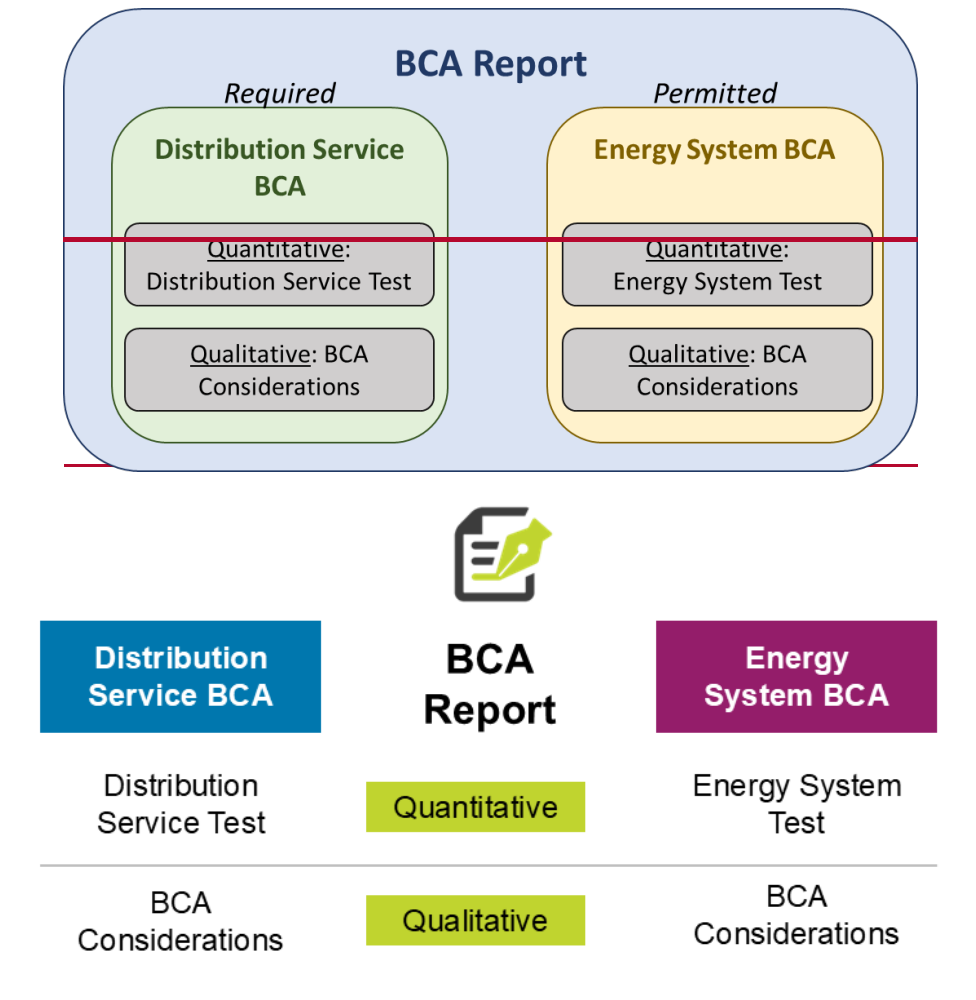 BCA Report
Required
Permitted
Distribution Service
BCA
Energy System BCA
Quantitative:
Distribution Service Test
Quantitative:
Energy System Test
Qualitative: BCA
Considerations
Qualitative: BCA
Considerations
Distribution
Service BCA
BCA
Report
Energy
System BCA
Distribution
Service Test
Quantitative
Energy System
Test
BCA
Considerations
Qualitative
BCA
Considerations